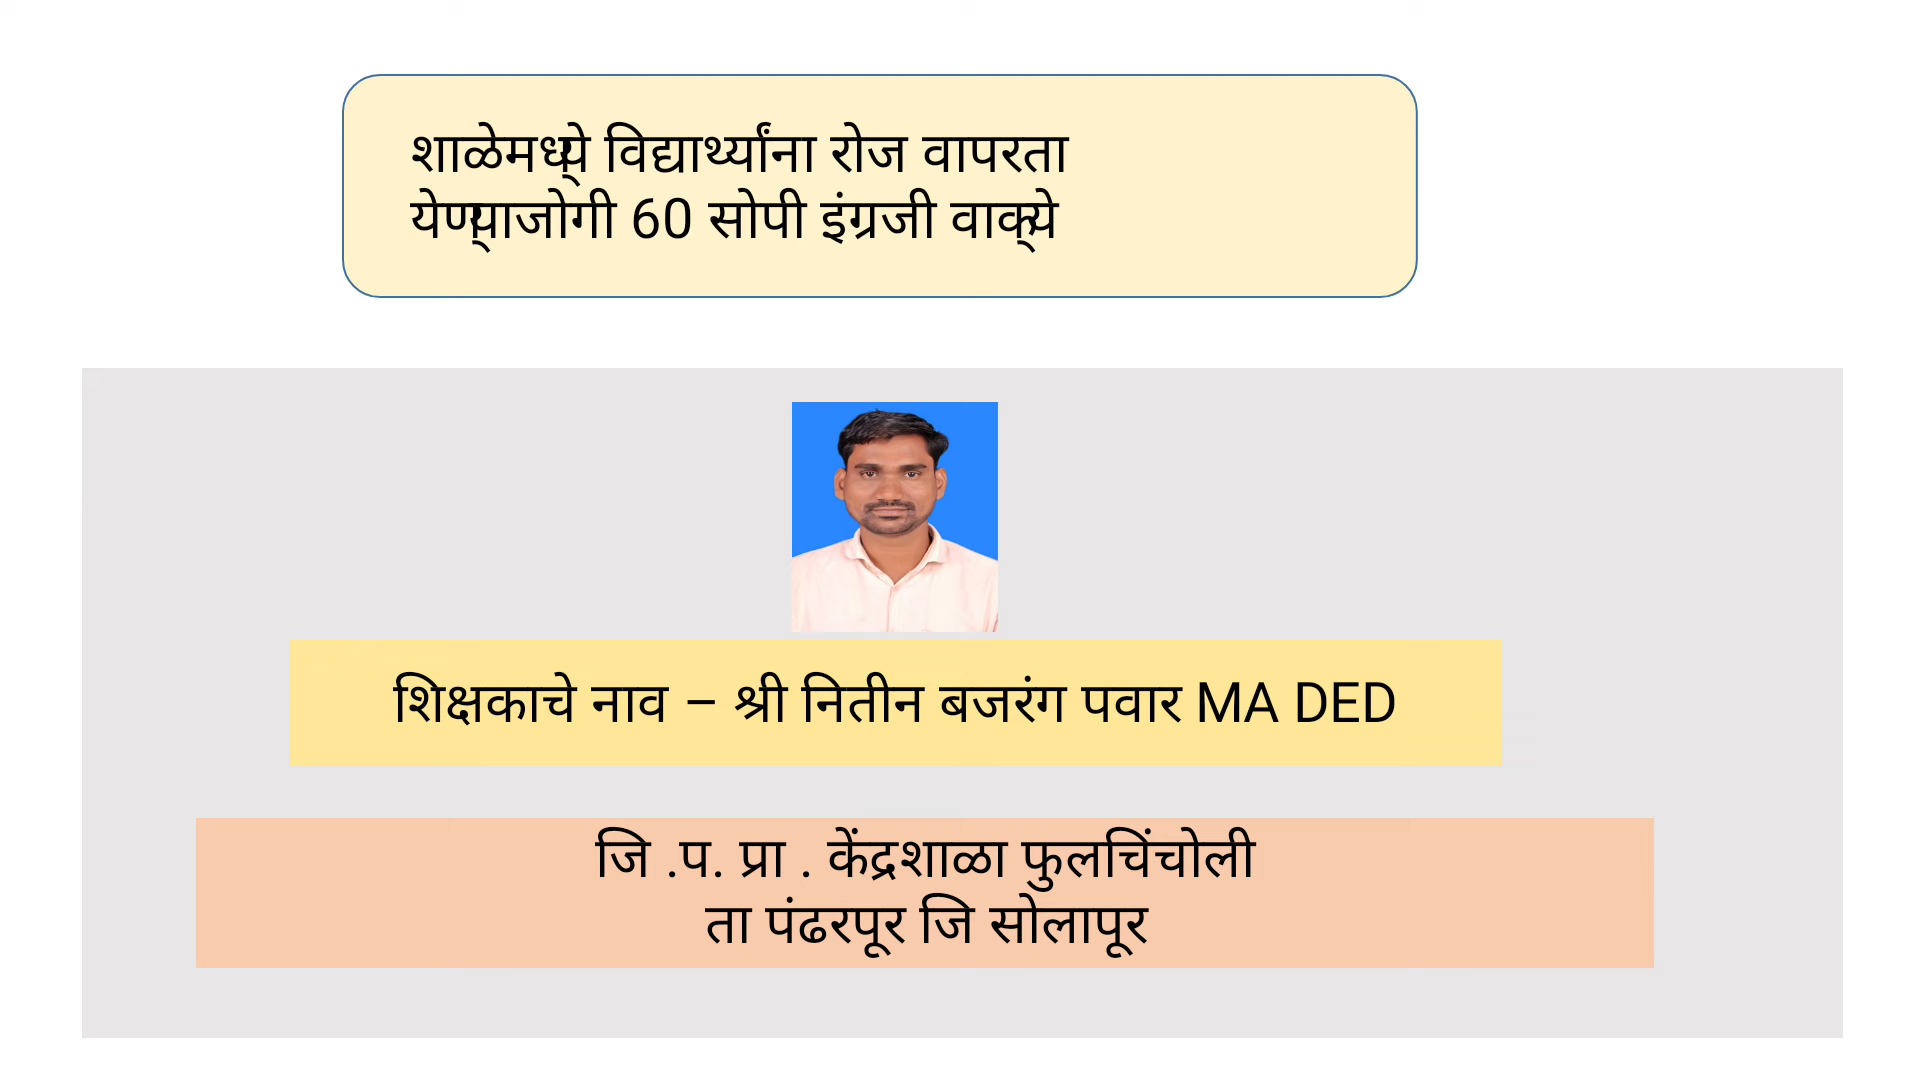 शाळेमध्ये विद्यार्थ्यांना रोज वापरता
येण्याजोगी 60 सोपी इंग्रजी वाक्ये
शिक्षकाचे नाव – श्री नितीन बजरंग पवार MA DED
जि .प. प्रा . केंद्रशाळा फुलचिंचोली
ता पंढरपूर जि सोलापूर